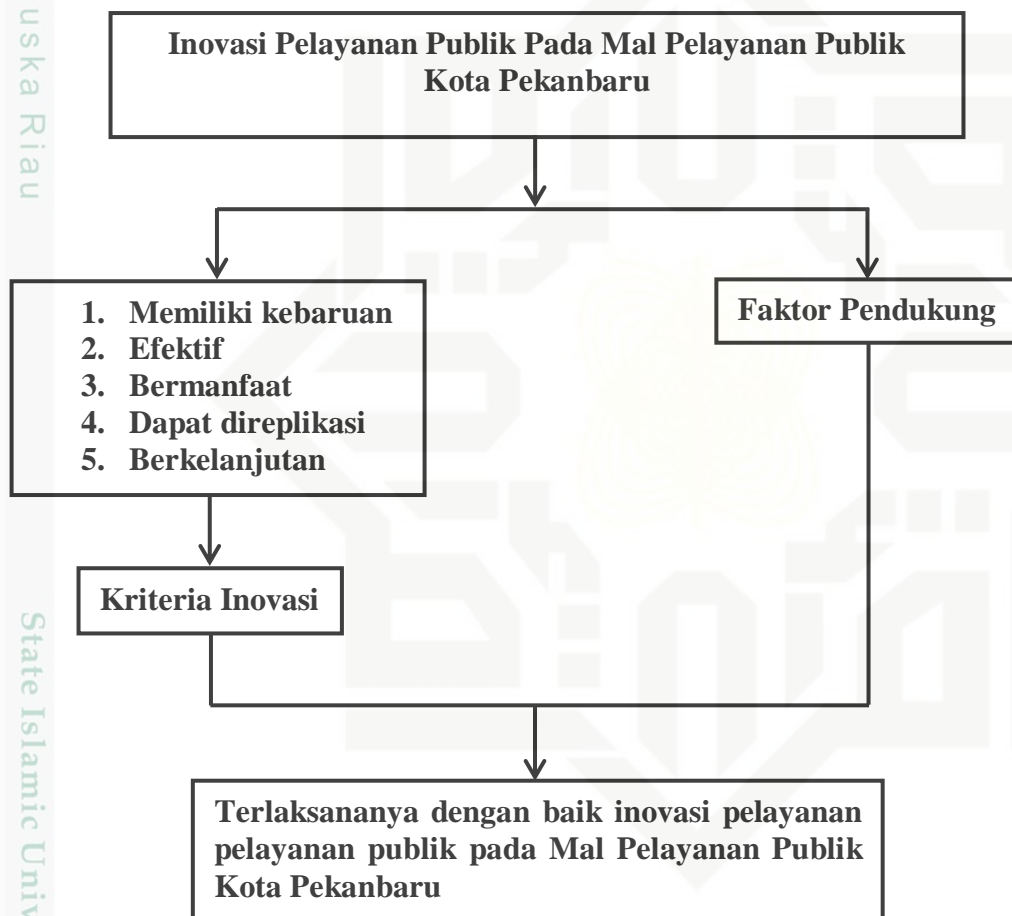 uska Riau
Inovasi Pelayanan Publik Pada Mal Pelayanan Publik
Kota Pekanbaru
1. Memiliki kebaruan
2. Efektif
3. Bermanfaat
4. Dapat direplikasi
5. Berkelanjutan
Faktor Pendukung
Kriteria Inovasi
State Islamic Univ
Terlaksananya dengan baik inovasi pelayanan
pelayanan publik pada Mal Pelayanan Publik
Kota Pekanbaru